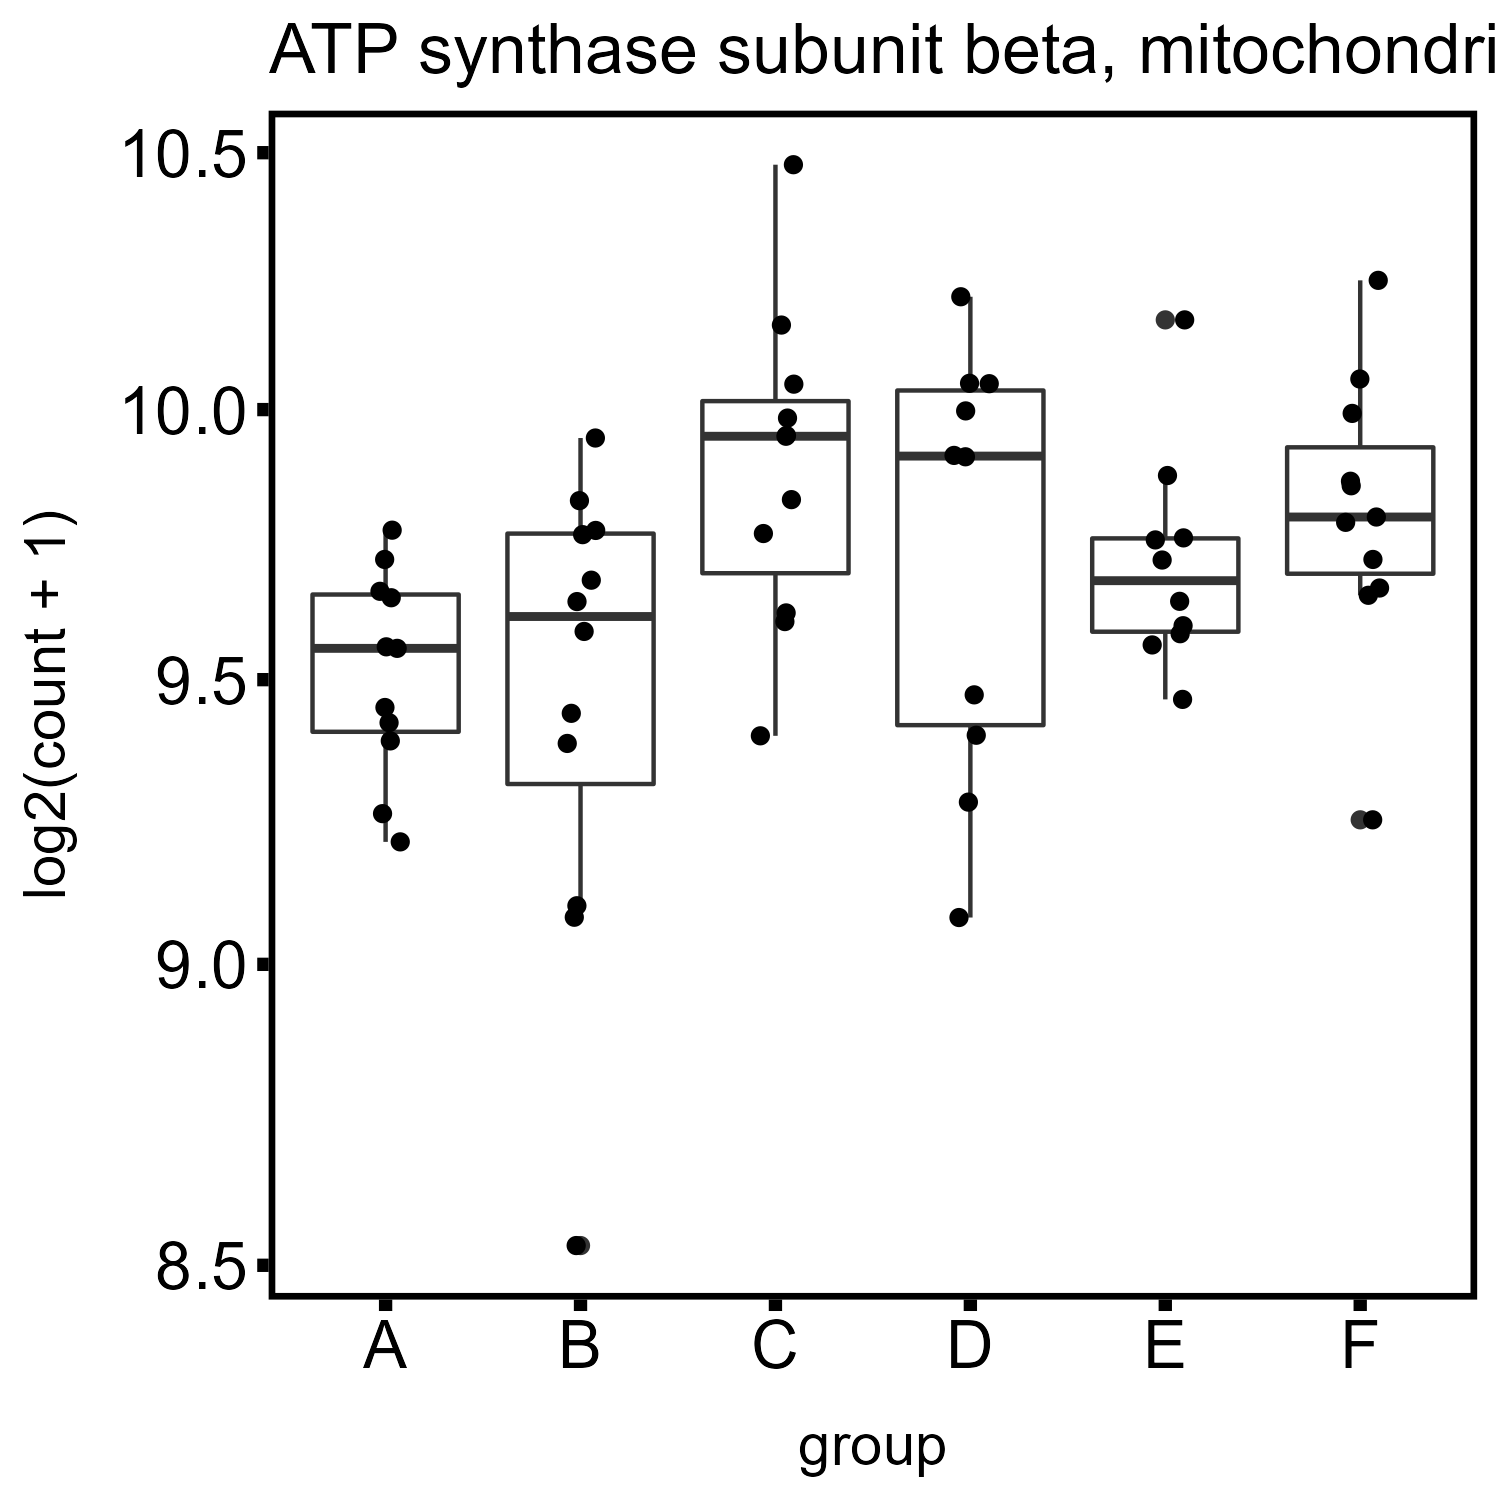 ATP synthase subunit beta, mitochondri
10.5
10.0
9.5
9.0
8.5
log2(count + 1)
A B C D E F
group